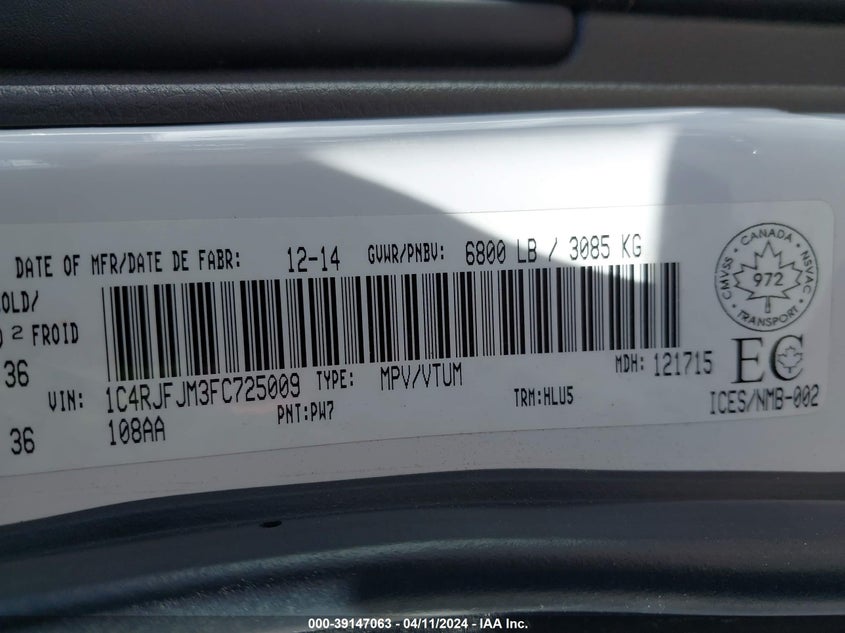 DATE OF MFR/DATE DE FABR: 12-14 GVWR/PNBV: 6800 LB / 3085 KG
OLD/
2 FROID
36
VIN: 1C4RJFJM3FC725009 TYPE: MPV/VTUM MDH: 121715
PNT:PW7 TRM:HLU5
36 108AA
CMVSS · CANADA · NSVAC · TRANSPORT ·
972
EC
ICES/NMB-002
000-39147063 - 04/11/2024 - IAA Inc.